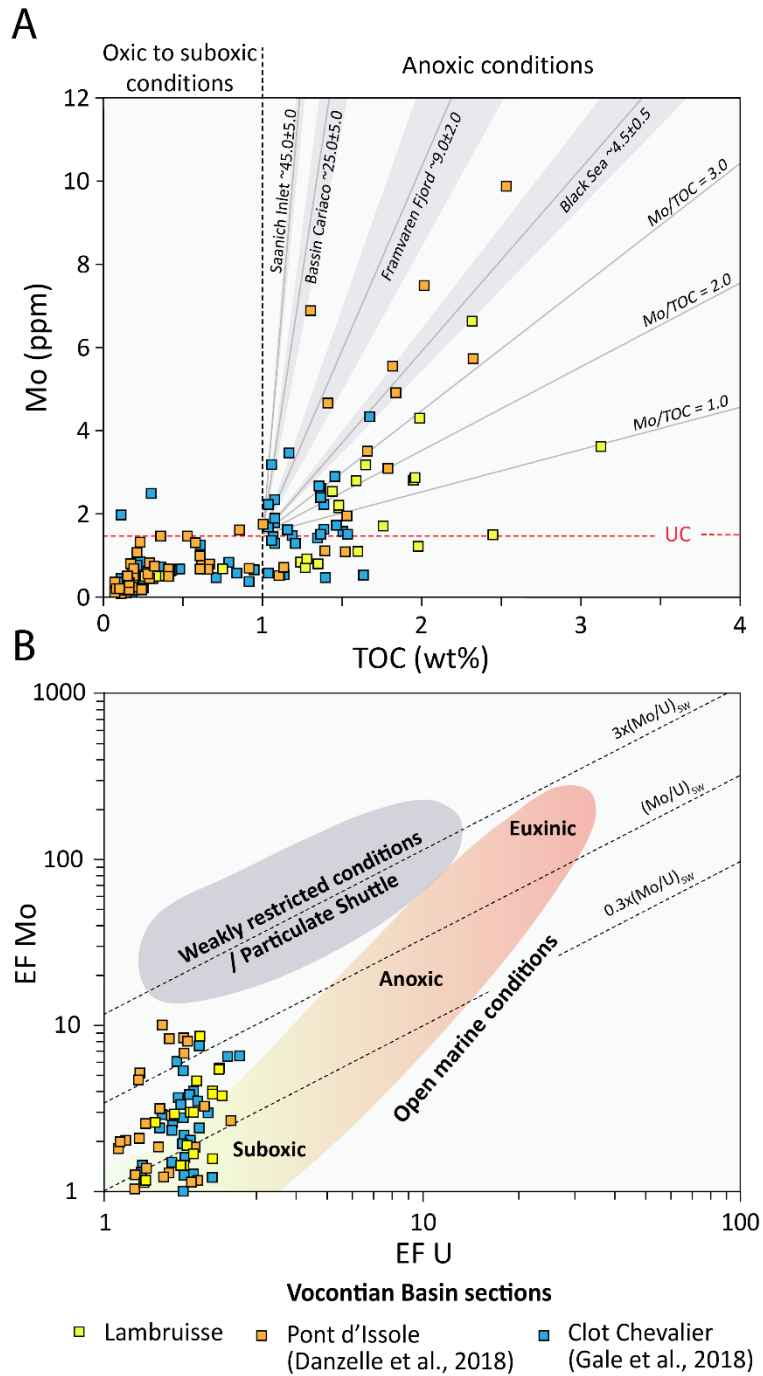 A
Oxic to suboxic
conditions
Anoxic conditions
12
10
8
6
4
2
0
Mo (ppm)
Saanich Inlet ~45.0±5.0
Bassin Cariaco ~25.0±5.0
Framvaren Fjord ~9.0±2.0
Black Sea ~4.5±0.5
Mo/TOC = 3.0
Mo/TOC = 2.0
Mo/TOC = 1.0
UC
0
1
2
3
4
TOC (wt%)
B
1000
100
10
1
EF Mo
3x(Mo/U)SW
(Mo/U)SW
0.3x(Mo/U)SW
Weakly restricted conditions
/ Particulate Shuttle
Euxinic
Anoxic
Suboxic
Open marine conditions
1
10
100
EF U
Vocontian Basin sections
Lambruisse
Pont d'Issole
(Danzelle et al., 2018)
Clot Chevalier
(Gale et al., 2018)